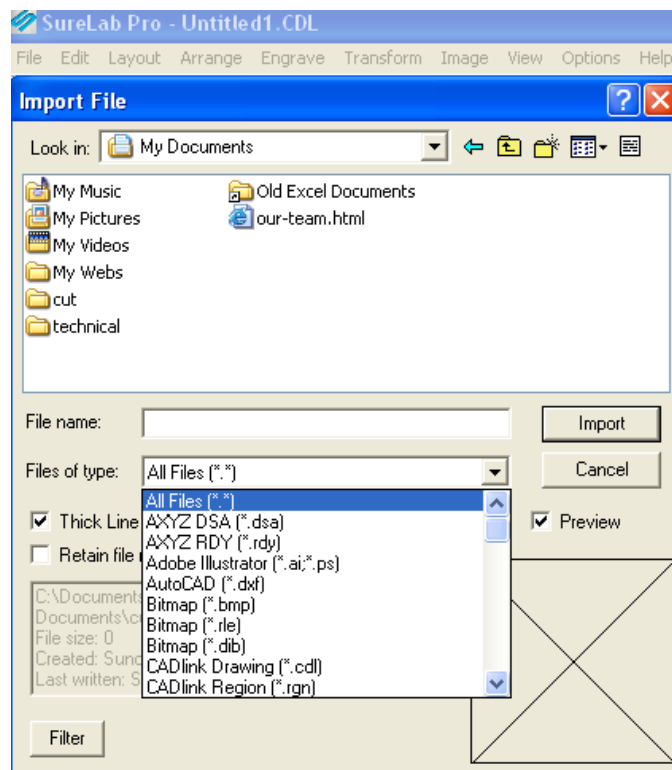 SureLab Pro - Untitled1.CDL
File Edit Layout Arrange Engrave Transform Image View Options Help
Import File
Look in: My Documents
My Music Old Excel Documents
My Pictures our-team.html
My Videos
My Webs
cut
technical
File name: Import
Files of type: All Files (*.*) Cancel
All Files (*.*)
Thick Line AXYZ DSA (*.dsa) Preview
AXYZ RDY (*.rdy)
Retain file Adobe Illustrator (*.ai;*.ps)
AutoCAD (*.dxf)
C:\Documents Bitmap (*.bmp)
Documents\c Bitmap (*.rle)
File size: 0 Bitmap (*.dib)
Created: Sund CADlink Drawing (*.cdl)
Last written: S CADlink Region (*.rgn)
Filter